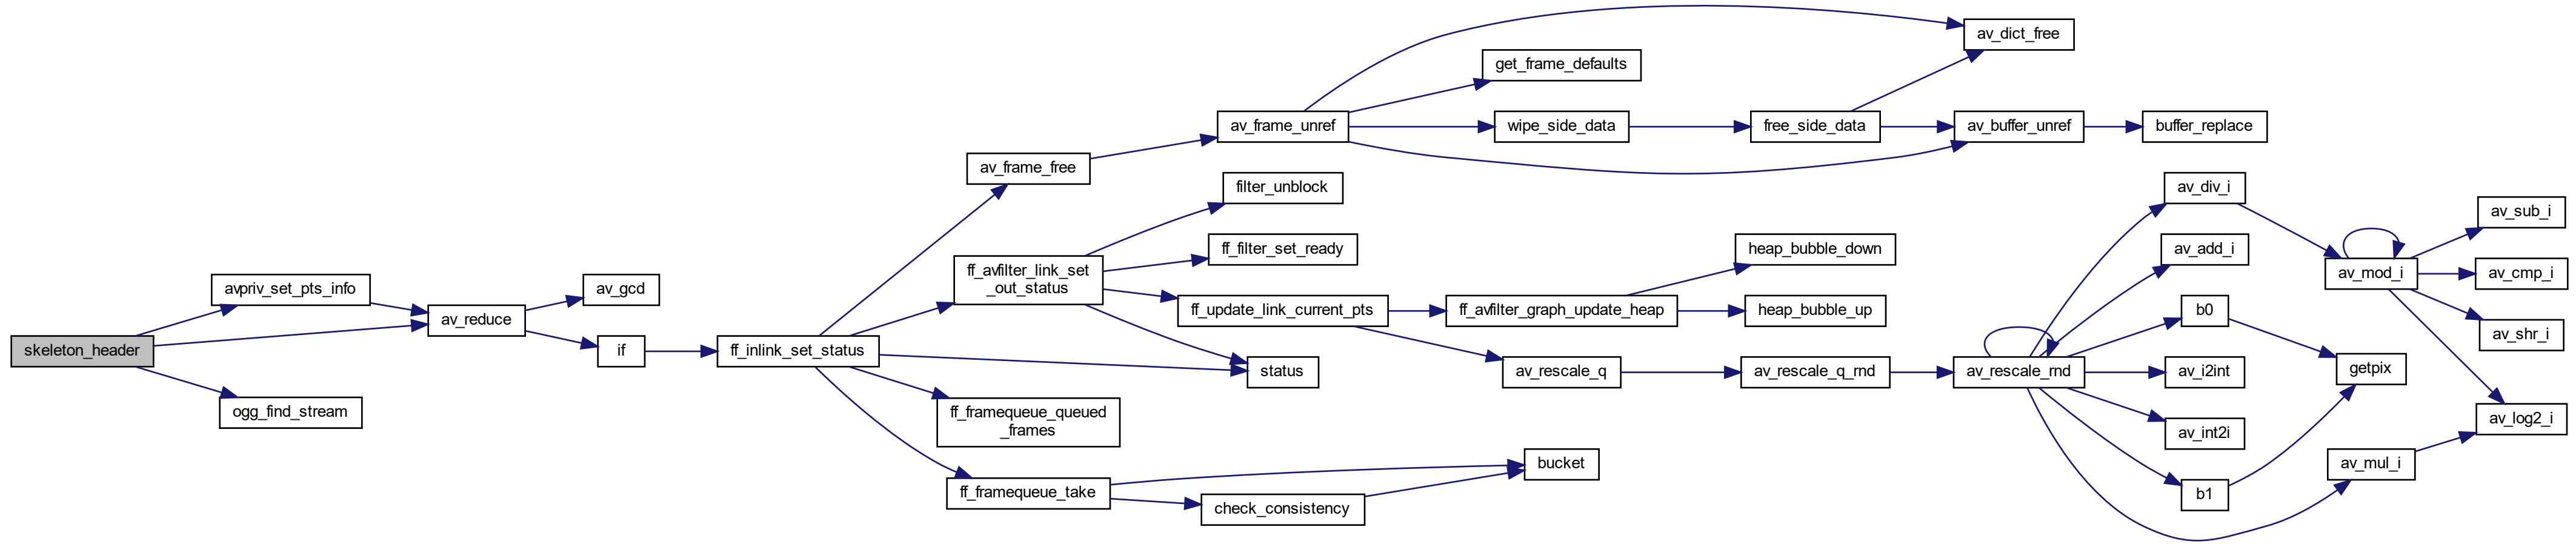 skeleton_header
avpriv_set_pts_info
ogg_find_stream
av_reduce
av_gcd
if
ff_inlink_set_status
av_frame_free
ff_avfilter_link_set
_out_status
ff_framequeue_queued
_frames
ff_framequeue_take
av_frame_unref
filter_unblock
ff_filter_set_ready
ff_update_link_current_pts
status
check_consistency
get_frame_defaults
wipe_side_data
ff_avfilter_graph_update_heap
av_rescale_q
bucket
free_side_data
heap_bubble_down
heap_bubble_up
av_rescale_q_rnd
av_dict_free
av_buffer_unref
av_rescale_rnd
buffer_replace
av_div_i
av_add_i
b0
av_i2int
av_int2i
b1
av_mod_i
getpix
av_mul_i
av_sub_i
av_cmp_i
av_shr_i
av_log2_i